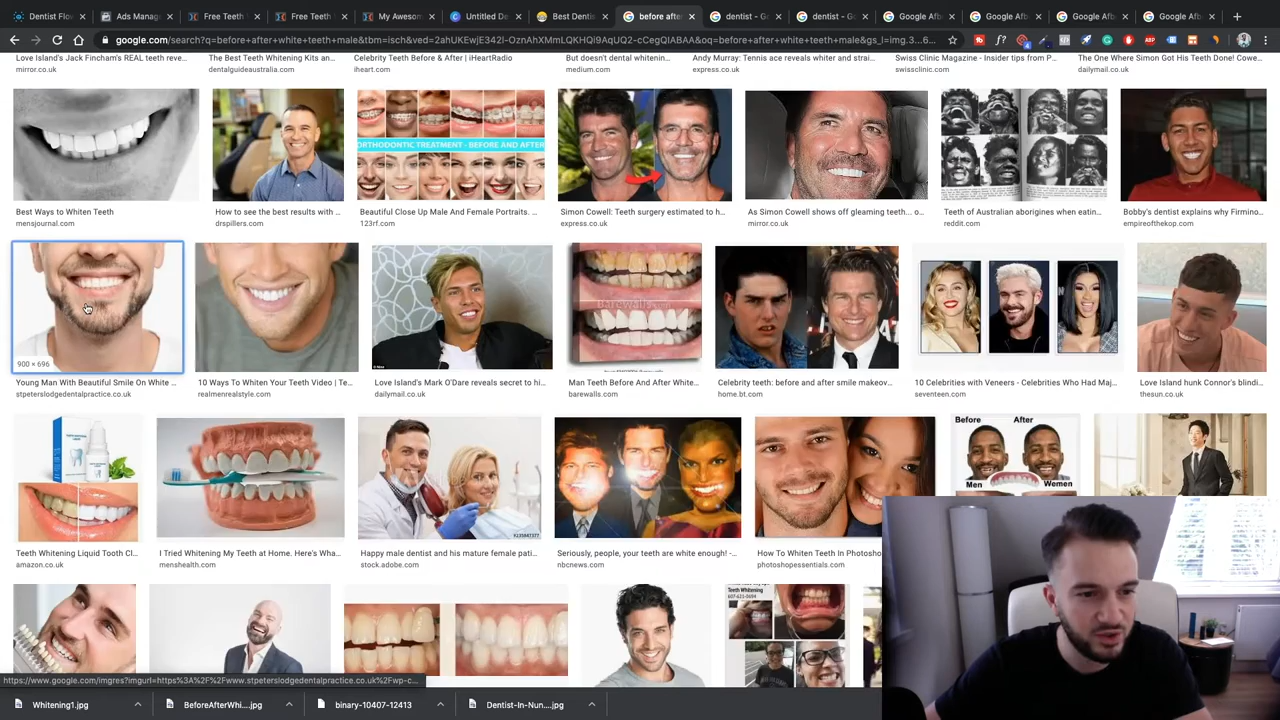 Dentist Flow
Ads Manag
Free Teeth
Free Teeth
My Awesom
Untitled De
Best Dentis
before afte
dentist - Go
dentist - Go
Google Afb
Google Afb
Google Afb
Google Afb
google.com/search?q=before+after+white+teeth+male&tbm=isch&ved=2ahUKEwjE342l-OznAhXMmLQKHQi9AqUQ2-cCegQIABAA&oq=before+after+white+teeth+male&gs_l=img.3...
Love Island's Jack Fincham's REAL teeth reve...
The Best Teeth Whitening Kits an...
Celebrity Teeth Before & After | iHeartRadio
But doesn't dental whitenin...
Andy Murray: Tennis ace reveals whiter and strai...
Swiss Clinic Magazine - Insider tips from P...
The One Where Simon Got His Teeth Done! Cowe...
mirror.co.uk
dentalguideaustralia.com
iheart.com
medium.com
express.co.uk
swissclinic.com
dailymail.co.uk
ORTHODONTIC TREATMENT - BEFORE AND AFTER
Best Ways to Whiten Teeth
How to see the best results with ...
Beautiful Close Up Male And Female Portraits. ...
Simon Cowell: Teeth surgery estimated to h...
As Simon Cowell shows off gleaming teeth... o...
Teeth of Australian aborigines when eatin...
Bobby's dentist explains why Firmino...
mensjournal.com
drspillers.com
123rf.com
express.co.uk
mirror.co.uk
reddit.com
empireofthekop.com
Barewalls.com
900 × 696
Young Man With Beautiful Smile On White ...
10 Ways To Whiten Your Teeth Video | Te...
Love Island's Mark O'Dare reveals secret to hi...
Man Teeth Before And After White...
Celebrity teeth: before and after smile makeov...
10 Celebrities with Veneers - Celebrities Who Had Maj...
Love Island hunk Connor's blindi...
stpeterslodgedentalpractice.co.uk
realmenrealstyle.com
dailymail.co.uk
barewalls.com
home.bt.com
seventeen.com
thesun.co.uk
Before
After
Men
Women
Teeth Whitening Liquid Tooth Cl...
I Tried Whitening My Teeth at Home. Here's Wha...
Happy male dentist and his mature female pati...
Seriously, people, your teeth are white enough! -...
How To Whiten Teeth In Photosho
amazon.co.uk
menshealth.com
stock.adobe.com
nbcnews.com
photoshopessentials.com
Teeth Whitening
607-621-0694
https://www.google.com/imgres?imgurl=https%3A%2F%2Fwww.stpeterslodgedentalpractice.co.uk%2Fwp-c...
Whitening1.jpg
BeforeAfterWhi....jpg
binary-10407-12413
Dentist-In-Nun....jpg